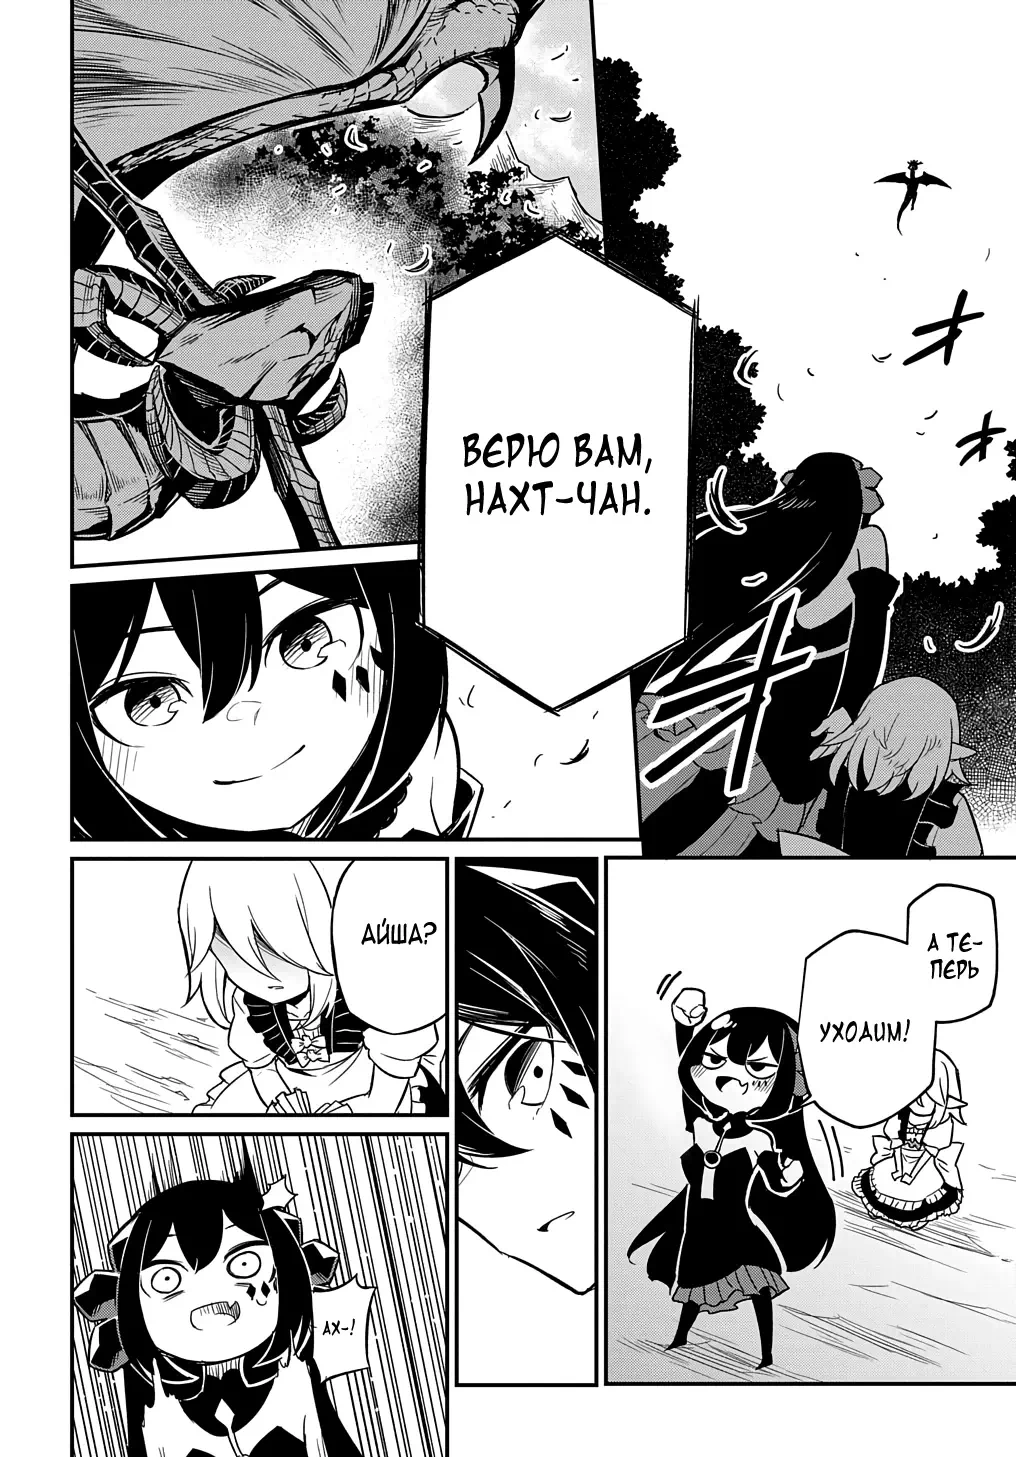 ВЕРЮ ВАМ,
НАХТ-ЧАН.
А ТЕ-
ПЕРЬ
УХОДИМ!
АЙША?
АХ-!